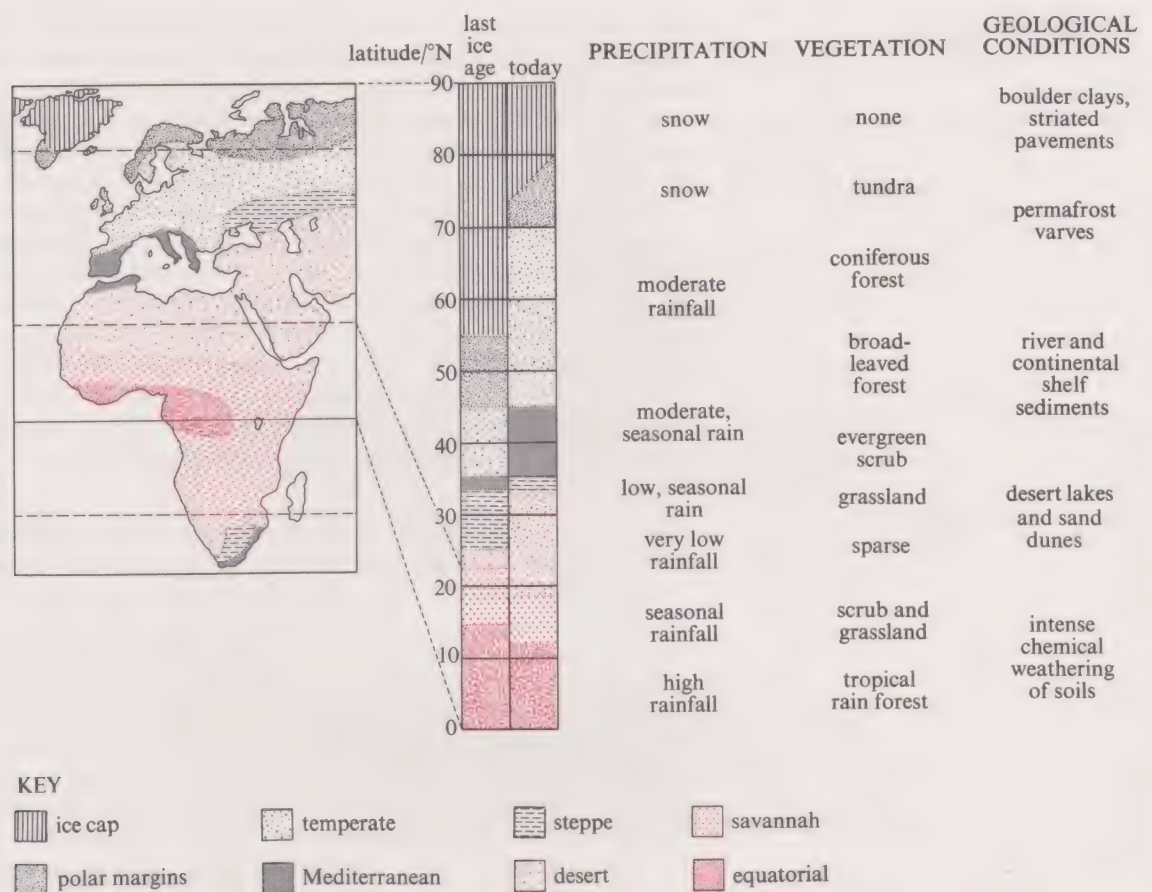 last
ice
age
today
latitude/°N
90
80
70
60
50
40
30
20
10
0
PRECIPITATION
snow
snow
moderate
rainfall
moderate,
seasonal rain
low, seasonal
rain
very low
rainfall
seasonal
rainfall
high
rainfall
VEGETATION
none
tundra
coniferous
forest
broad-
leaved
forest
evergreen
scrub
grassland
sparse
scrub and
grassland
tropical
rain forest
GEOLOGICAL
CONDITIONS
boulder clays,
striated
pavements
permafrost
varves
river and
continental
shelf
sediments
desert lakes
and sand
dunes
intense
chemical
weathering
of soils
KEY
ice cap
temperate
steppe
savannah
polar margins
Mediterranean
desert
equatorial